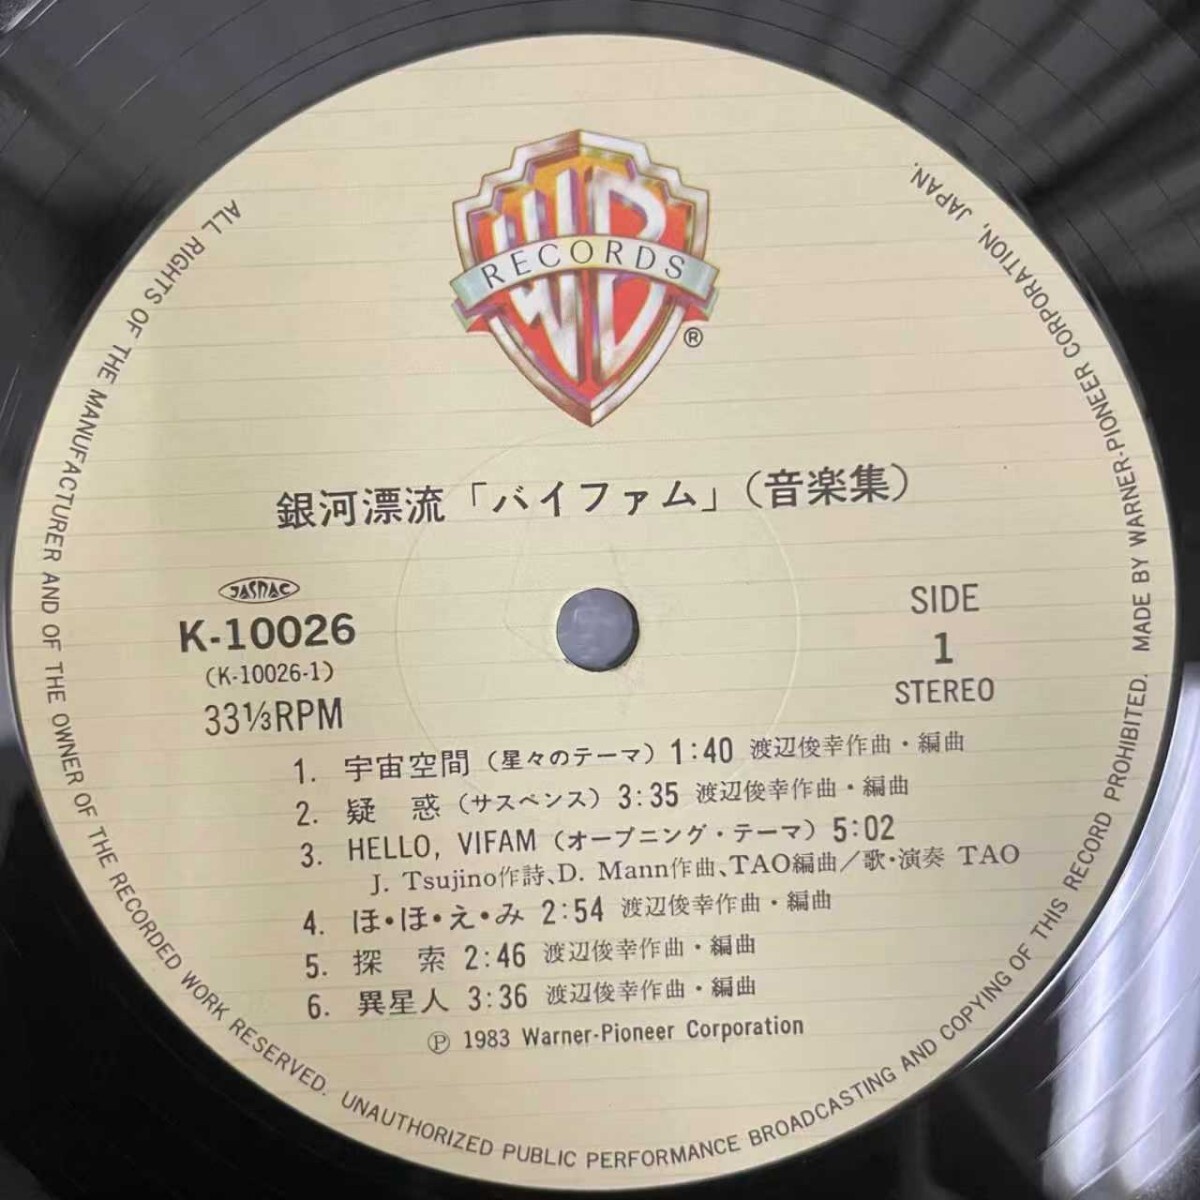 WB
RECORDS
®
銀河漂流「バイファム」(音楽集)
JASRAC
K-10026
(K-10026-1)
33⅓RPM
SIDE
1
STEREO
1. 宇宙空間 (星々のテーマ) 1:40 渡辺俊幸作曲・編曲
2. 疑 惑 (サスペンス) 3:35 渡辺俊幸作曲・編曲
3. HELLO, VIFAM (オープニング・テーマ) 5:02
J. Tsujino作詩、D. Mann作曲、TAO編曲/歌・演奏 TAO
4. ほ・ほ・え・み 2:54 渡辺俊幸作曲・編曲
5. 探 索 2:46 渡辺俊幸作曲・編曲
6. 異星人 3:36 渡辺俊幸作曲・編曲
℗ 1983 Warner-Pioneer Corporation
ALL RIGHTS OF THE MANUFACTURER AND OF THE OWNER OF THE RECORDED WORK RESERVED. UNAUTHORIZED PUBLIC PERFORMANCE BROADCASTING AND COPYING OF THIS RECORD PROHIBITED. MADE BY WARNER-PIONEER CORPORATION, JAPAN.